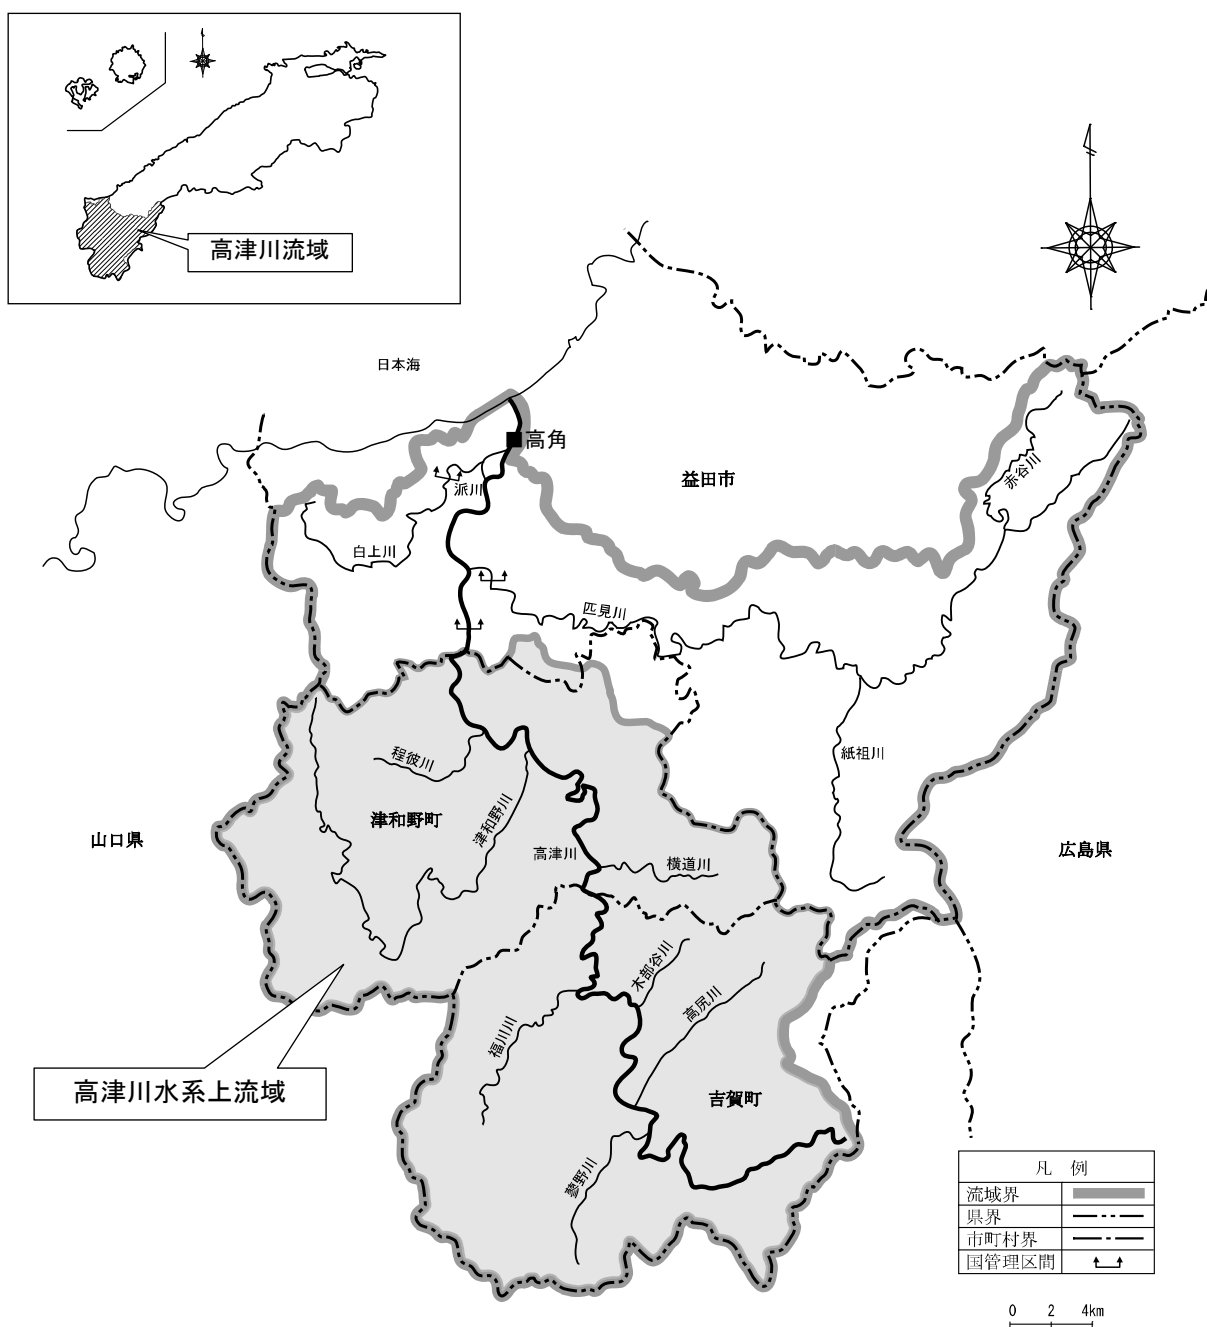 高津川流域
日本海
高角
益田市
赤谷川
派川
白上川
匹見川
紙祖川
程彼川
津和野町
津和野川
高津川
横道川
山口県
広島県
木部谷川
高尻川
福川川
高津川水系上流域
吉賀町
蓼野川
凡 例
流域界
県界
市町村界
国管理区間
0 2 4km